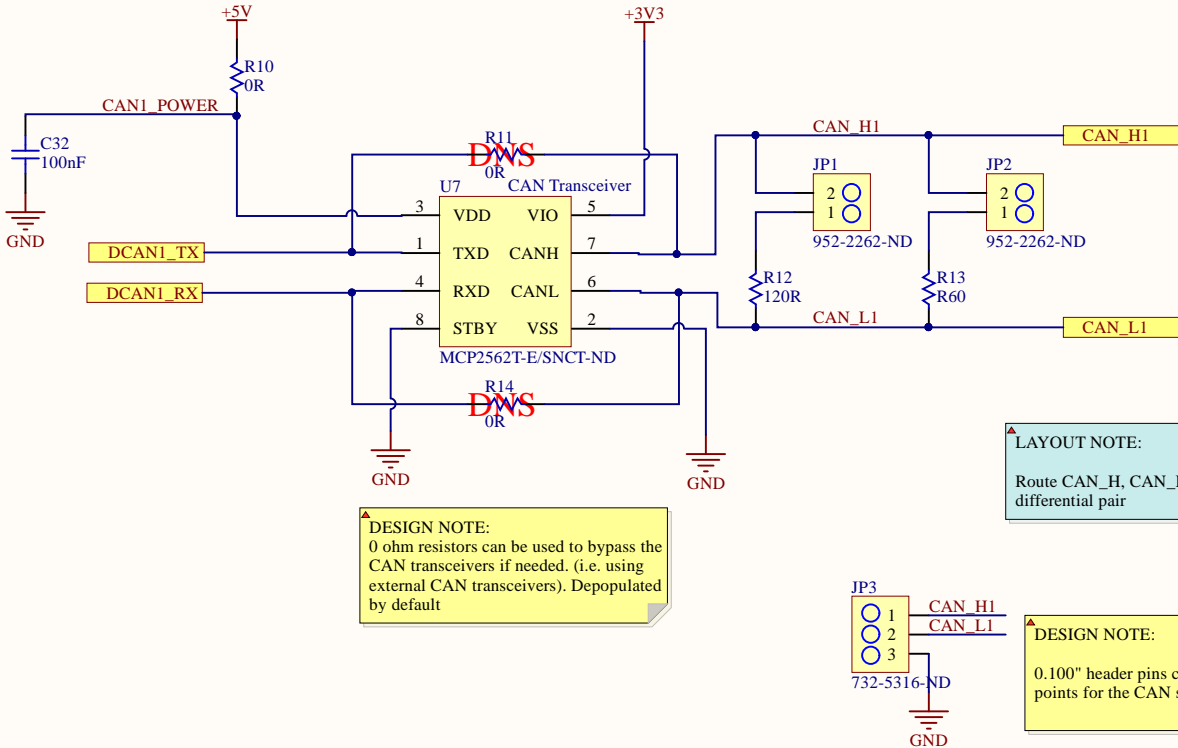 +5V
+3V3
R10
0R
CAN1_POWER
C32
100nF
GND
R11
DNS
0R
CAN_H1
CAN_H1
U7
CAN Transceiver
JP1
2
1
952-2262-ND
JP2
2
1
952-2262-ND
3
VDD
VIO
5
1
TXD
CANH
7
4
RXD
CANL
6
8
STBY
VSS
2
MCP2562T-E/SNCT-ND
DCAN1_TX
DCAN1_RX
R12
120R
R13
R60
CAN_L1
CAN_L1
R14
DNS
0R
GND
GND
LAYOUT NOTE:
Route CAN_H, CAN_
differential pair
DESIGN NOTE:
0 ohm resistors can be used to bypass the
CAN transceivers if needed. (i.e. using
external CAN transceivers). Depopulated
by default
JP3
1
CAN_H1
2
CAN_L1
3
732-5316-ND
GND
DESIGN NOTE:
0.100" header pins
points for the CAN